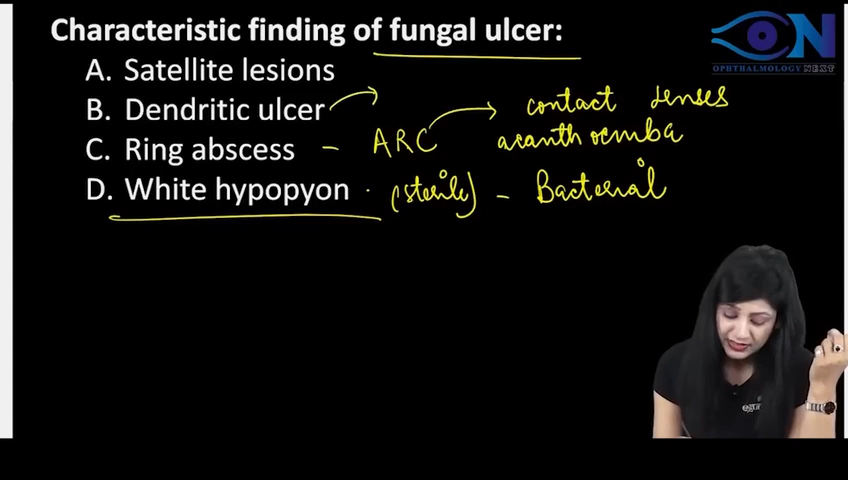 Characteristic finding of fungal ulcer:
ON
OPHTHALMOLOGY NEXT
A. Satellite lesions
B. Dendritic ulcer
contact lenses
C. Ring abscess - ARC
acanthoemba
D. White hypopyon (sterile) - Bacterial